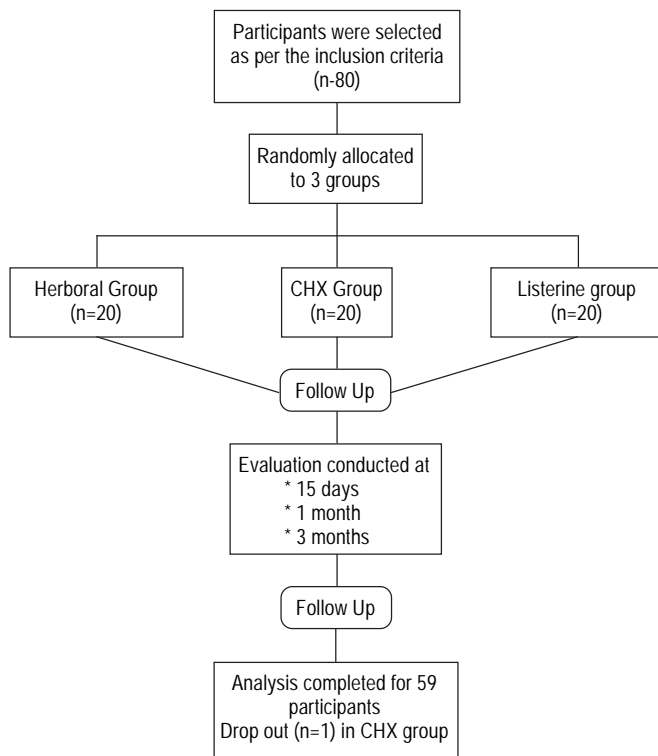 Participants were selected
as per the inclusion criteria
(n-80)
Randomly allocated
to 3 groups
Herboral Group
(n=20)
CHX Group
(n=20)
Listerine group
(n=20)
Follow Up
Evaluation conducted at
* 15 days
* 1 month
* 3 months
Follow Up
Analysis completed for 59
participants
Drop out (n=1) in CHX group